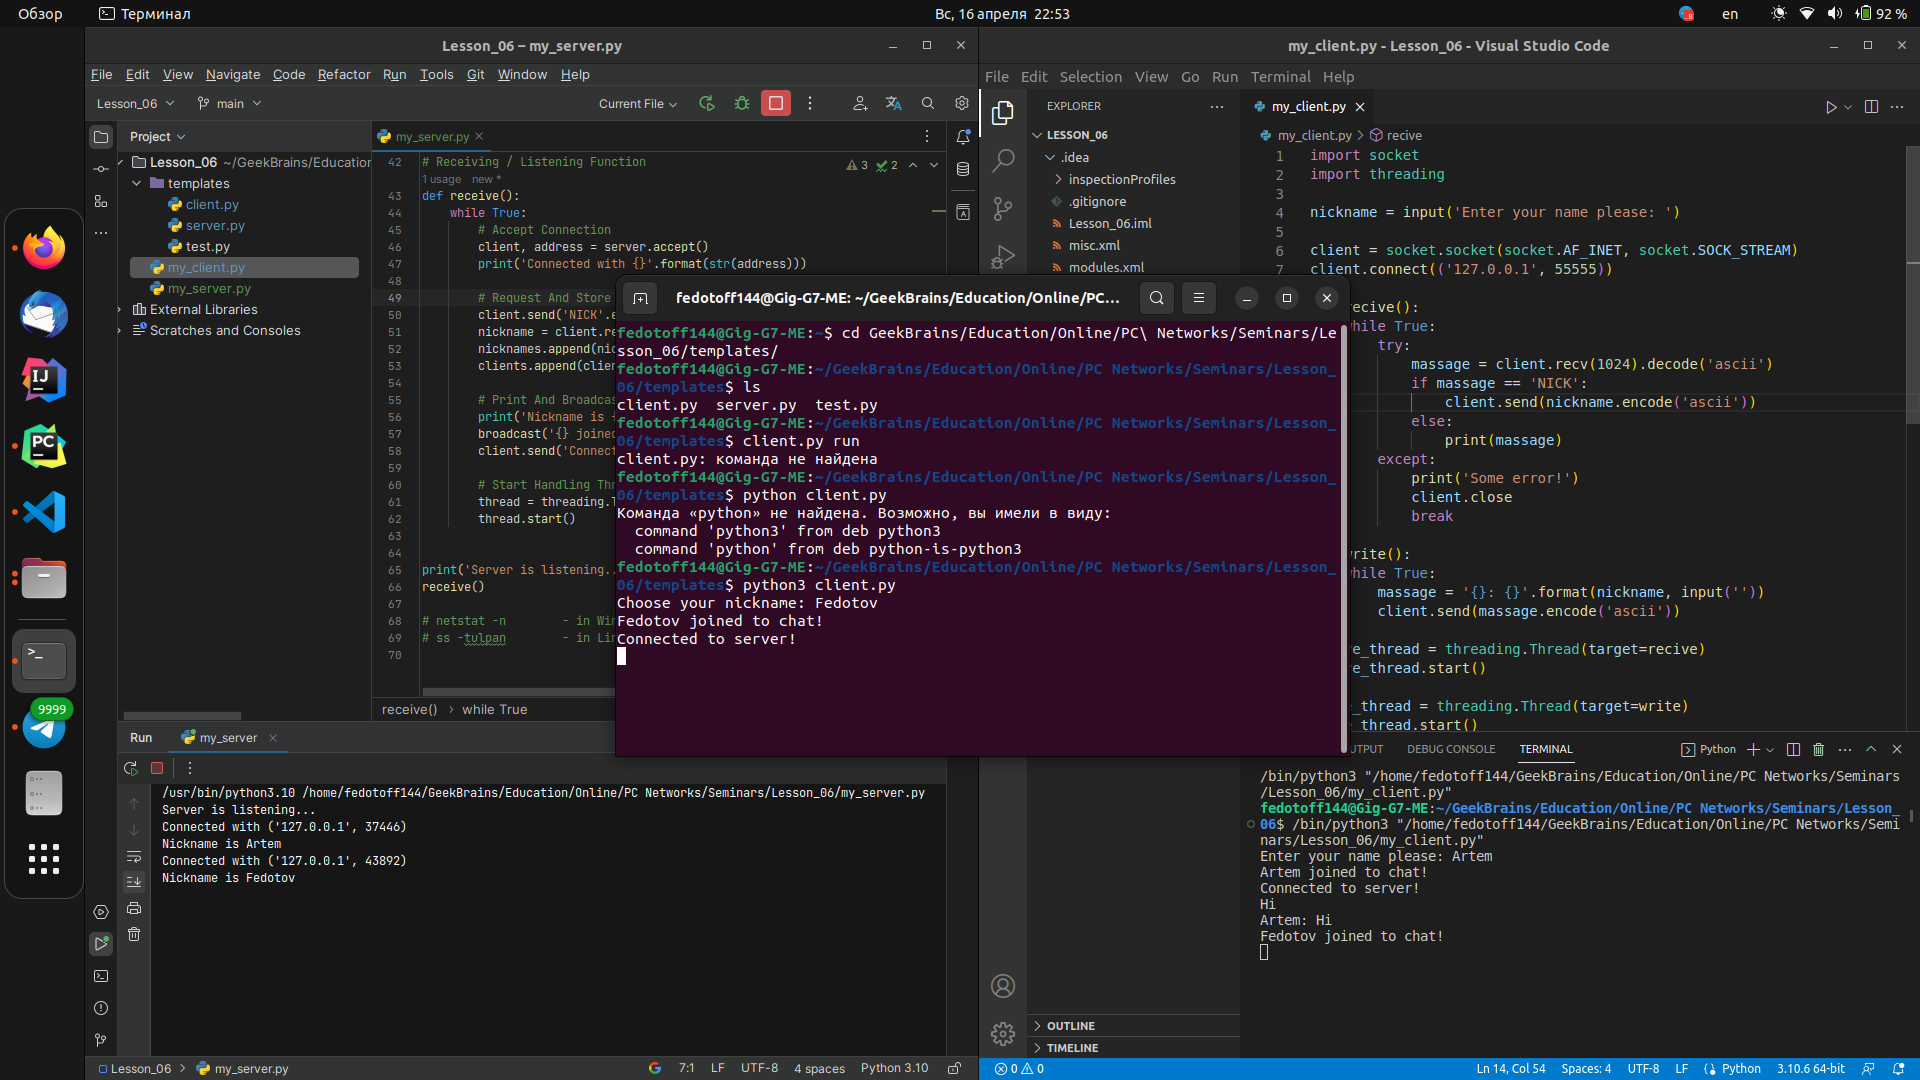 Обзор
Терминал
Вс, 16 апреля 22:53
en
92 %
Lesson_06 – my_server.py
File Edit View Navigate Code Refactor Run Tools Git Window Help
Lesson_06
main
Current File
Project
Lesson_06 ~/GeekBrains/Education
templates
client.py
server.py
test.py
my_client.py
my_server.py
External Libraries
Scratches and Consoles
my_server.py
3 2
42 # Receiving / Listening Function
1 usage new *
43 def receive():
44 while True:
45 # Accept Connection
46 client, address = server.accept()
47 print('Connected with {}'.format(str(address)))
48
49 # Request And Store
50 client.send('NICK'.e
51 nickname = client.re
52 nicknames.append(nic
53 clients.append(clien
54
55 # Print And Broadcas
56 print('Nickname is {
57 broadcast('{} joined
58 client.send('Connect
59
60 # Start Handling Thr
61 thread = threading.T
62 thread.start()
63
64
65 print('Server is listening..
66 receive()
67
68 # netstat -n - in Win
69 # ss -tulpan - in Lin
70
receive() › while True
Run
my_server
/usr/bin/python3.10 /home/fedotoff144/GeekBrains/Education/Online/PC Networks/Seminars/Lesson_06/my_server.py
Server is listening...
Connected with ('127.0.0.1', 37446)
Nickname is Artem
Connected with ('127.0.0.1', 43892)
Nickname is Fedotov
Lesson_06 › my_server.py
7:1 LF UTF-8 4 spaces Python 3.10
9999
fedotoff144@Gig-G7-ME: ~/GeekBrains/Education/Online/PC...
fedotoff144@Gig-G7-ME:~$ cd GeekBrains/Education/Online/PC\ Networks/Seminars/Le
sson_06/templates/
fedotoff144@Gig-G7-ME:~/GeekBrains/Education/Online/PC Networks/Seminars/Lesson_
06/templates$ ls
client.py server.py test.py
fedotoff144@Gig-G7-ME:~/GeekBrains/Education/Online/PC Networks/Seminars/Lesson_
06/templates$ client.py run
client.py: команда не найдена
fedotoff144@Gig-G7-ME:~/GeekBrains/Education/Online/PC Networks/Seminars/Lesson_
06/templates$ python client.py
Команда «python» не найдена. Возможно, вы имели в виду:
command 'python3' from deb python3
command 'python' from deb python-is-python3
fedotoff144@Gig-G7-ME:~/GeekBrains/Education/Online/PC Networks/Seminars/Lesson_
06/templates$ python3 client.py
Choose your nickname: Fedotov
Fedotov joined to chat!
Connected to server!
my_client.py - Lesson_06 - Visual Studio Code
File Edit Selection View Go Run Terminal Help
EXPLORER
LESSON_06
.idea
inspectionProfiles
.gitignore
Lesson_06.iml
misc.xml
modules.xml
OUTLINE
TIMELINE
my_client.py
my_client.py > recive
1 import socket
2 import threading
3
4 nickname = input('Enter your name please: ')
5
6 client = socket.socket(socket.AF_INET, socket.SOCK_STREAM)
7 client.connect(('127.0.0.1', 55555))
recive():
hile True:
try:
massage = client.recv(1024).decode('ascii')
if massage == 'NICK':
client.send(nickname.encode('ascii'))
else:
print(massage)
except:
print('Some error!')
client.close
break
rite():
hile True:
massage = '{}: {}'.format(nickname, input(''))
client.send(massage.encode('ascii'))
e_thread = threading.Thread(target=recive)
e_thread.start()
_thread = threading.Thread(target=write)
_thread.start()
UTPUT DEBUG CONSOLE TERMINAL
Python
/bin/python3 "/home/fedotoff144/GeekBrains/Education/Online/PC Networks/Seminars
/Lesson_06/my_client.py"
fedotoff144@Gig-G7-ME:~/GeekBrains/Education/Online/PC Networks/Seminars/Lesson_
06$ /bin/python3 "/home/fedotoff144/GeekBrains/Education/Online/PC Networks/Semi
nars/Lesson_06/my_client.py"
Enter your name please: Artem
Artem joined to chat!
Connected to server!
Hi
Artem: Hi
Fedotov joined to chat!
0 0
Ln 14, Col 54 Spaces: 4 UTF-8 LF Python 3.10.6 64-bit